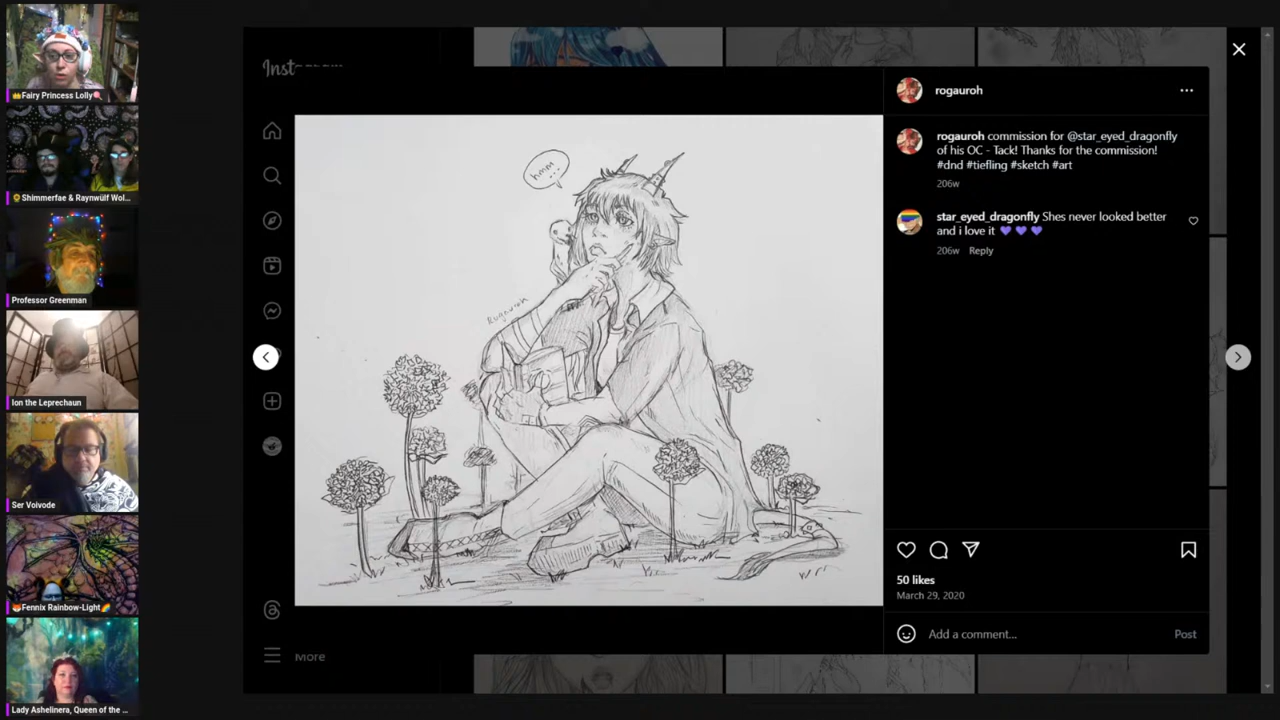 👑Fairy Princess Lolly🍭
🌻Shimmerfae & Raynwülf Wol...
Professor Greenman
Ion the Leprechaun
Ser Voivode
🦊Fennix Rainbow-Light🌈
Lady Ashelinera, Queen of the ...
Instagram
More
hmm
...
Rogauroh
rogauroh
rogauroh commission for @star_eyed_dragonfly
of his OC - Tack! Thanks for the commission!
#dnd #tiefling #sketch #art
206w
star_eyed_dragonfly Shes never looked better
and i love it 💜💜💜
206w Reply
50 likes
March 29, 2020
Add a comment...
Post